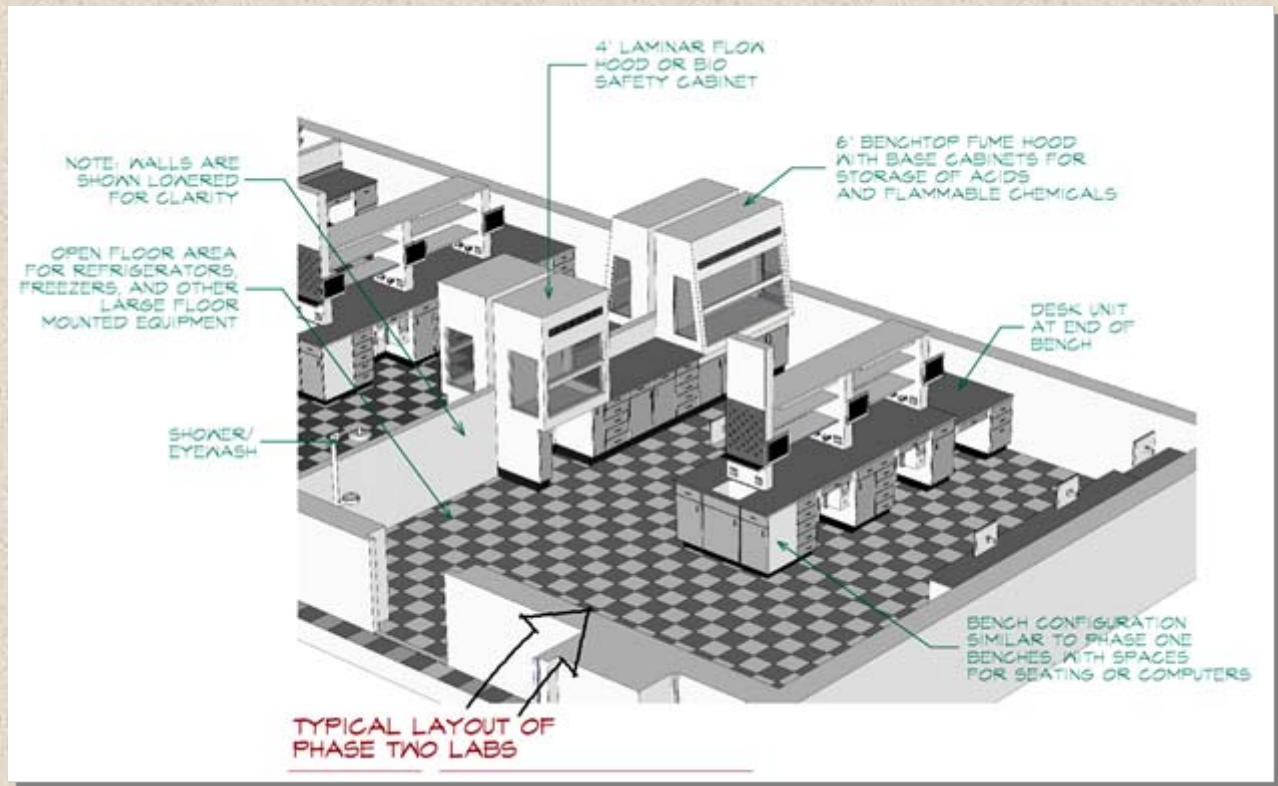 4' LAMINAR FLOW
HOOD OR BIO
SAFETY CABINET
NOTE: WALLS ARE
SHOWN LOWERED
FOR CLARITY
6' BENCHTOP FUME HOOD
WITH BASE CABINETS FOR
STORAGE OF ACIDS
AND FLAMMABLE CHEMICALS
OPEN FLOOR AREA
FOR REFRIGERATORS,
FREEZERS, AND OTHER
LARGE FLOOR
MOUNTED EQUIPMENT
DESK UNIT
AT END OF
BENCH
SHOWER/
EYEWASH
BENCH CONFIGURATION
SIMILAR TO PHASE ONE
BENCHES, WITH SPACES
FOR SEATING OR COMPUTERS
TYPICAL LAYOUT OF
PHASE TWO LABS